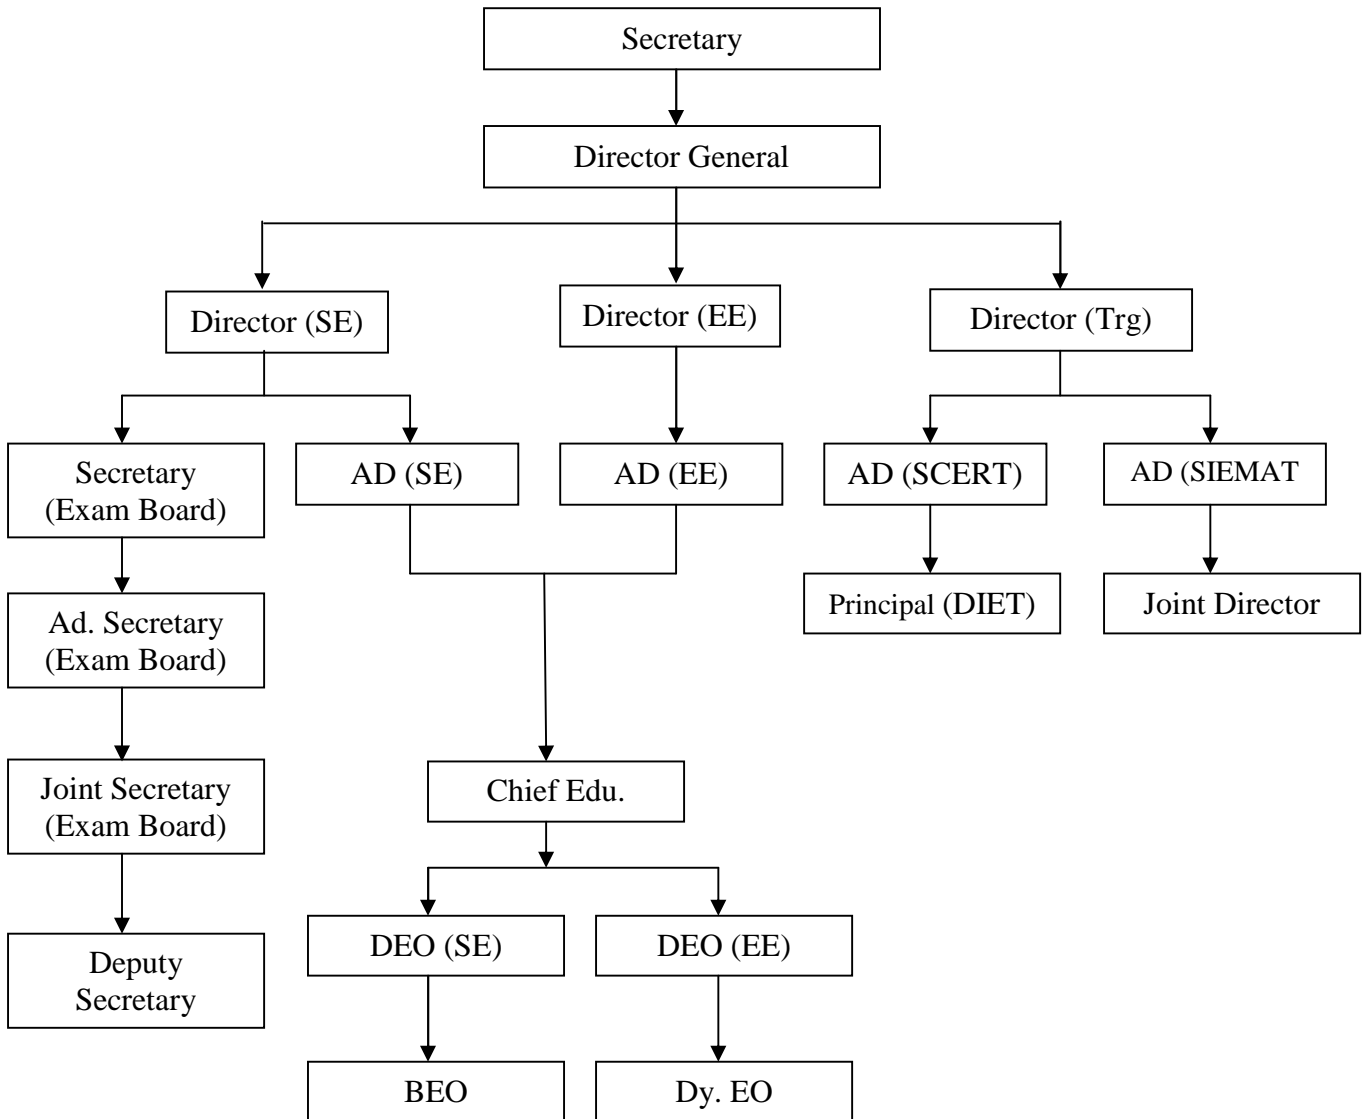 Secretary
Director General
Director (SE)
Director (EE)
Director (Trg)
Secretary
(Exam Board)
AD (SE)
AD (EE)
AD (SCERT)
AD (SIEMAT
Ad. Secretary
(Exam Board)
Principal (DIET)
Joint Director
Joint Secretary
(Exam Board)
Chief Edu.
Deputy
Secretary
DEO (SE)
DEO (EE)
BEO
Dy. EO